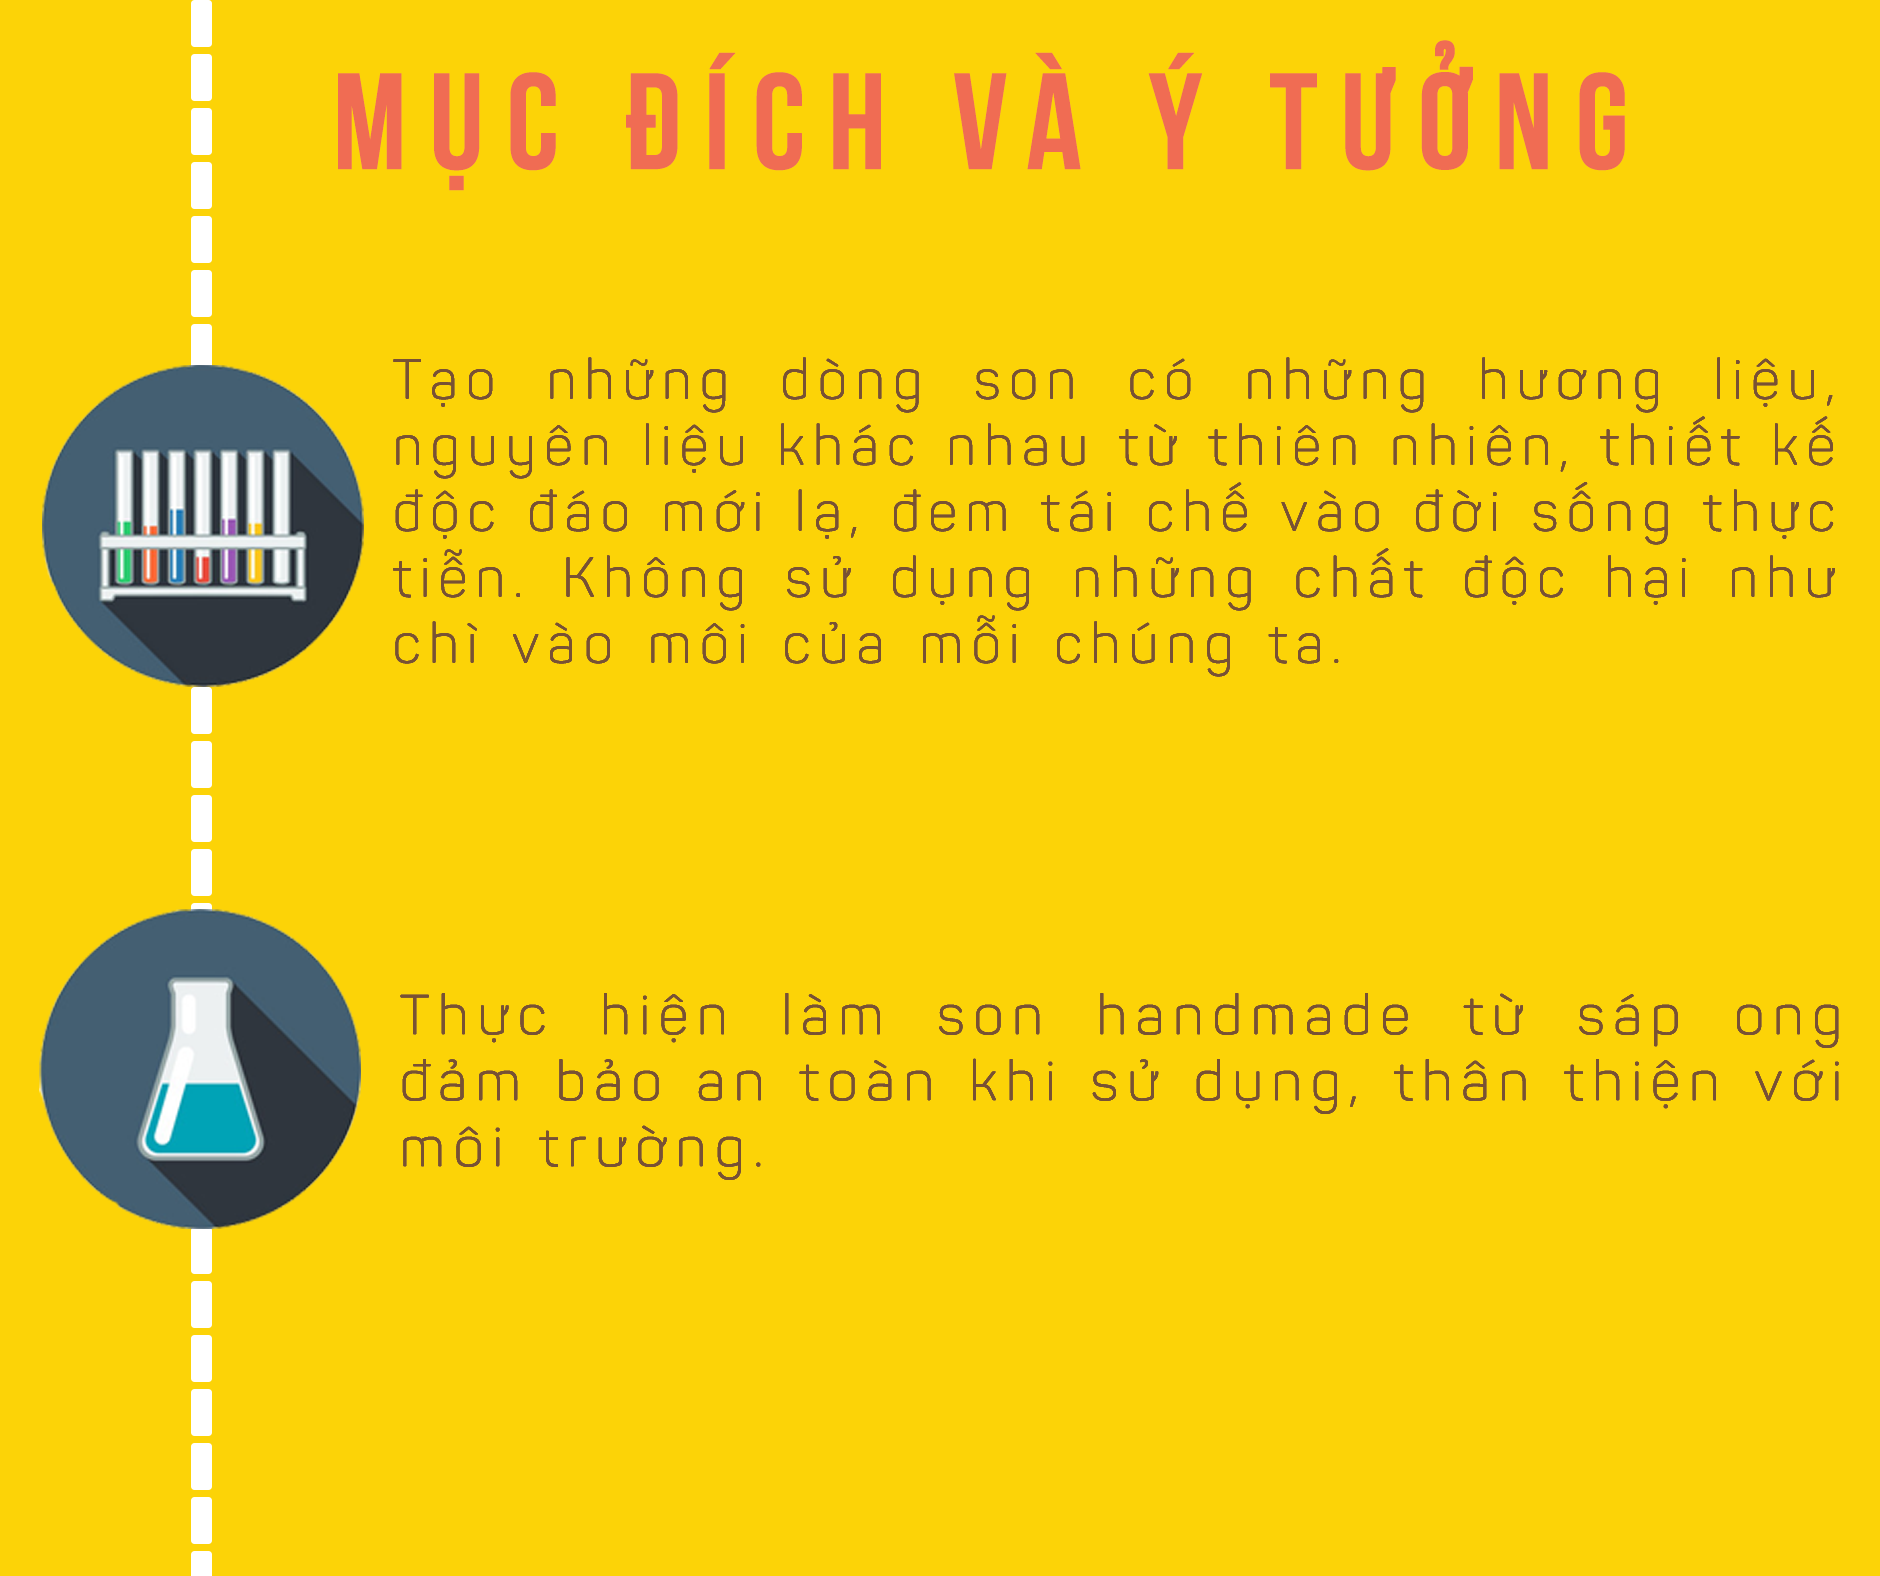 MỤC ĐÍCH VÀ Ý TƯỞNG
Tạo những dòng son có những hương liệu,
nguyên liệu khác nhau từ thiên nhiên, thiết kế
độc đáo mới lạ, đem tái chế vào đời sống thực
tiễn. Không sử dụng những chất độc hại như
chì vào môi của mỗi chúng ta.
Thực hiện làm son handmade từ sáp ong
đảm bảo an toàn khi sử dụng, thân thiện với
môi trường.